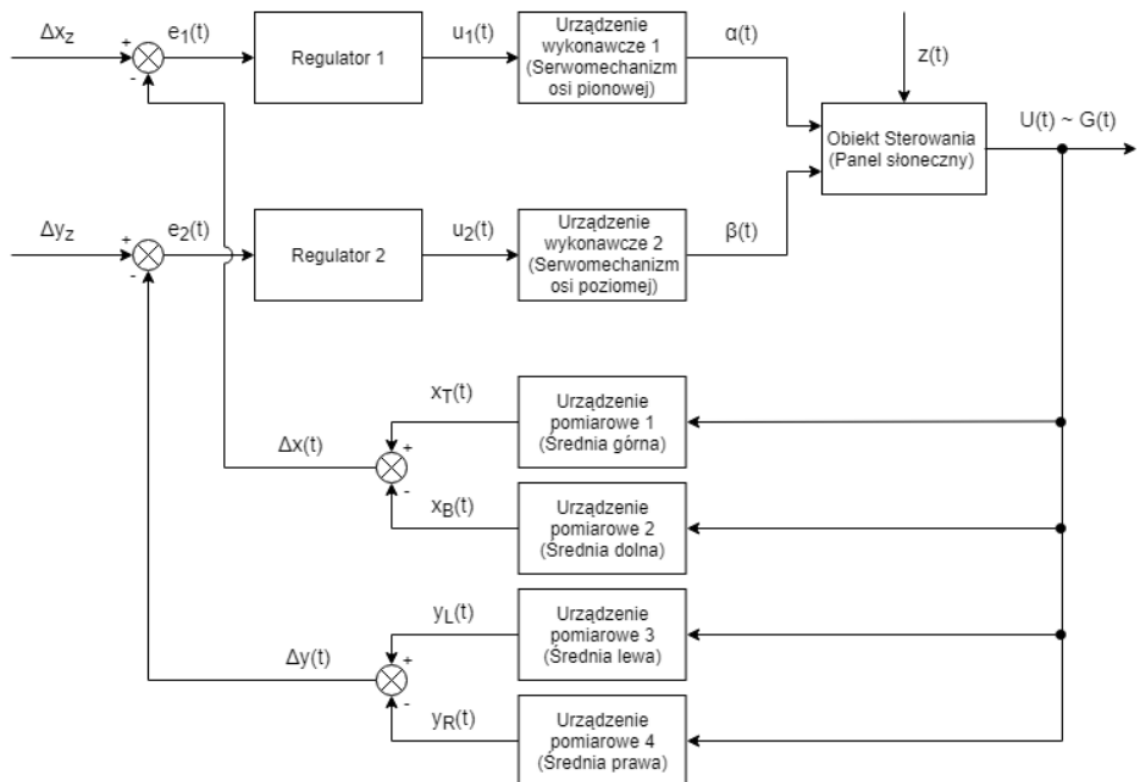 Δx_z
+
-
e_1(t)
Regulator 1
u_1(t)
Urządzenie
wykonawcze 1
(Serwomechanizm
osi pionowej)
α(t)
z(t)
Obiekt Sterowania
(Panel słoneczny)
U(t) ~ G(t)
Δy_z
+
-
e_2(t)
Regulator 2
u_2(t)
Urządzenie
wykonawcze 2
(Serwomechanizm
osi poziomej)
β(t)
x_T(t)
Urządzenie
pomiarowe 1
(Średnia górna)
Δx(t)
+
-
x_B(t)
Urządzenie
pomiarowe 2
(Średnia dolna)
y_L(t)
Urządzenie
pomiarowe 3
(Średnia lewa)
Δy(t)
+
-
y_R(t)
Urządzenie
pomiarowe 4
(Średnia prawa)